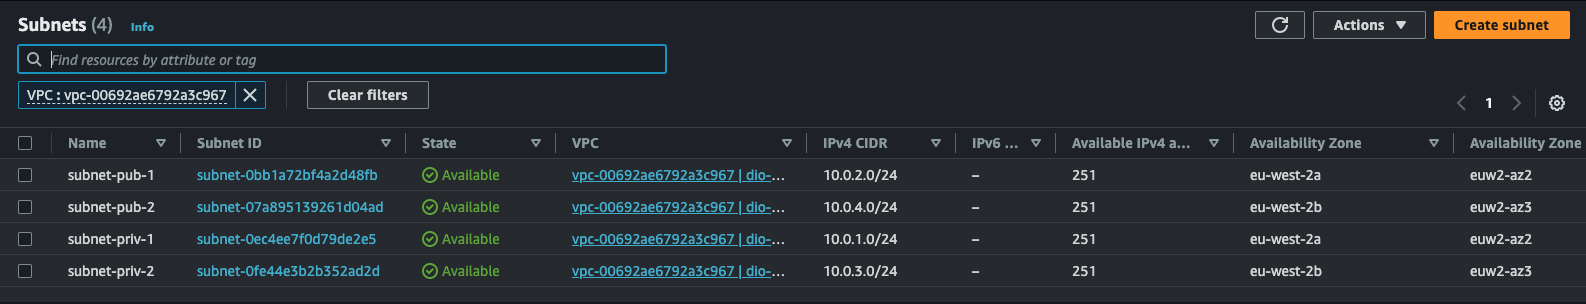 Subnets (4) Info
Actions Create subnet
Find resources by attribute or tag
VPC : vpc-00692ae6792a3c967 Clear filters
1
Name Subnet ID State VPC IPv4 CIDR IPv6 ... Available IPv4 a... Availability Zone Availability Zone
subnet-pub-1 subnet-0bb1a72bf4a2d48fb Available vpc-00692ae6792a3c967 | dio-... 10.0.2.0/24 – 251 eu-west-2a euw2-az2
subnet-pub-2 subnet-07a895139261d04ad Available vpc-00692ae6792a3c967 | dio-... 10.0.4.0/24 – 251 eu-west-2b euw2-az3
subnet-priv-1 subnet-0ec4ee7f0d79de2e5 Available vpc-00692ae6792a3c967 | dio-... 10.0.1.0/24 – 251 eu-west-2a euw2-az2
subnet-priv-2 subnet-0fe44e3b2b352ad2d Available vpc-00692ae6792a3c967 | dio-... 10.0.3.0/24 – 251 eu-west-2b euw2-az3